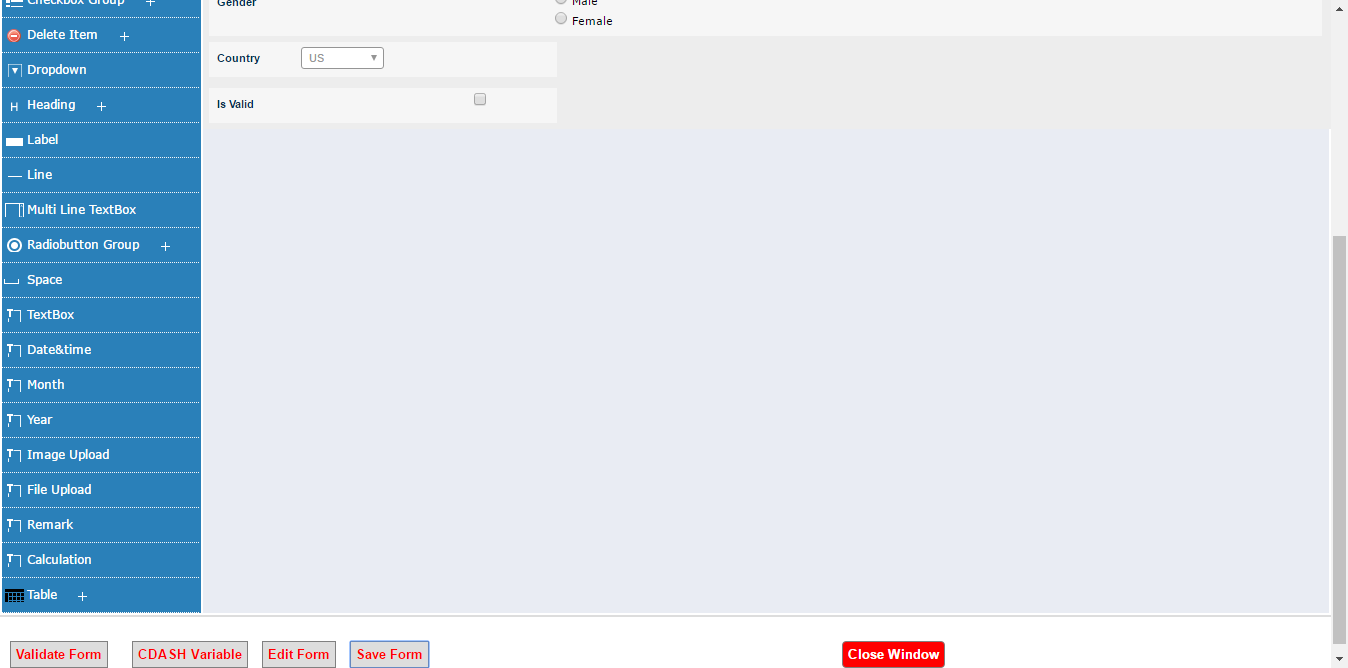 Checkbox Group +
Delete Item +
Dropdown
H Heading +
Label
Line
Multi Line TextBox
Radiobutton Group +
Space
TextBox
Date&time
Month
Year
Image Upload
File Upload
Remark
Calculation
Table +
Gender
Male
Female
Country
US
Is Valid
Validate Form
CDASH Variable
Edit Form
Save Form
Close Window